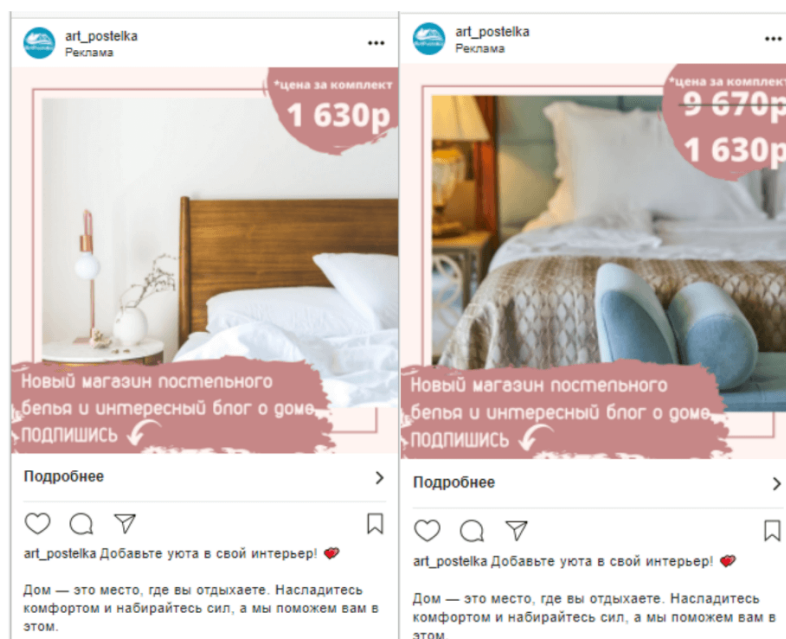 art_postelka
Реклама
*цена за комплект
1 630р
Новый магазин постельного
белья и интересный блог о доме
ПОДПИШИСЬ
Подробнее
art_postelka Добавьте уюта в свой интерьер!
Дом — это место, где вы отдыхаете. Насладитесь
комфортом и набирайтесь сил, а мы поможем вам в
этом.
art_postelka
Реклама
*цена за комплект
9 670р
1 630р
Новый магазин постельного
белья и интересный блог о доме
ПОДПИШИСЬ
Подробнее
art_postelka Добавьте уюта в свой интерьер!
Дом — это место, где вы отдыхаете. Насладитесь
комфортом и набирайтесь сил, а мы поможем вам в
этом.